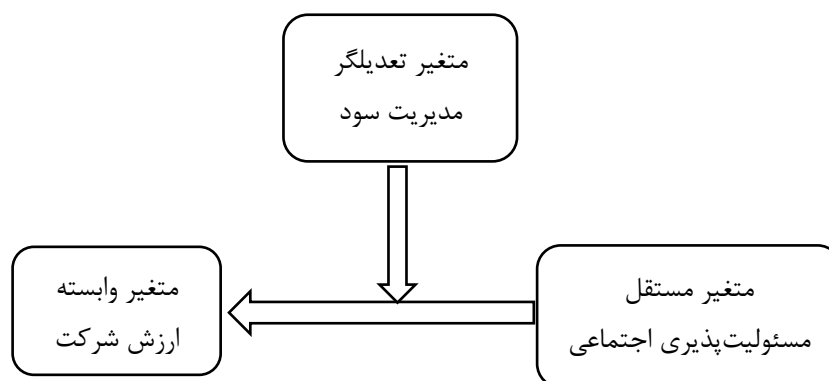 متغیر تعدیلگر
مدیریت سود
متغیر مستقل
مسئولیت‌پذیری اجتماعی
متغیر وابسته
ارزش شرکت